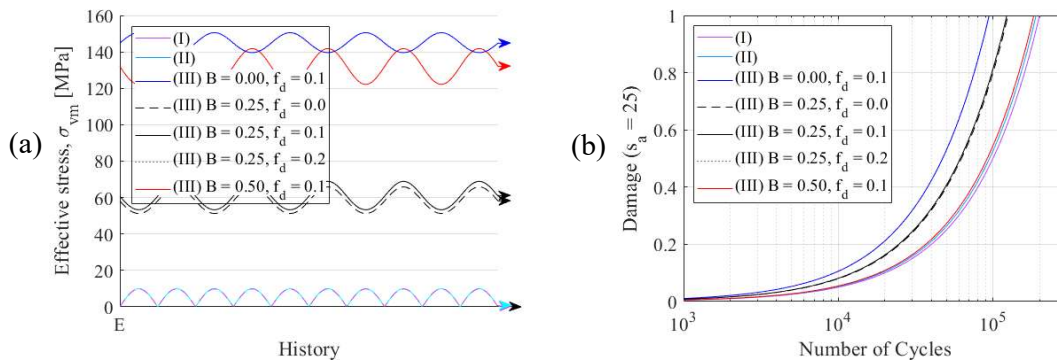 (a)
Effective stress, σvm [MPa]
160
140
120
100
80
60
40
20
0
E
History
(I)
(II)
(III) B = 0.00, fd = 0.1
(III) B = 0.25, fd = 0.0
(III) B = 0.25, fd = 0.1
(III) B = 0.25, fd = 0.2
(III) B = 0.50, fd = 0.1
(b)
Damage (sa = 25)
1
0.8
0.6
0.4
0.2
0
10^3
10^4
10^5
Number of Cycles
(I)
(II)
(III) B = 0.00, fd = 0.1
(III) B = 0.25, fd = 0.0
(III) B = 0.25, fd = 0.1
(III) B = 0.25, fd = 0.2
(III) B = 0.50, fd = 0.1